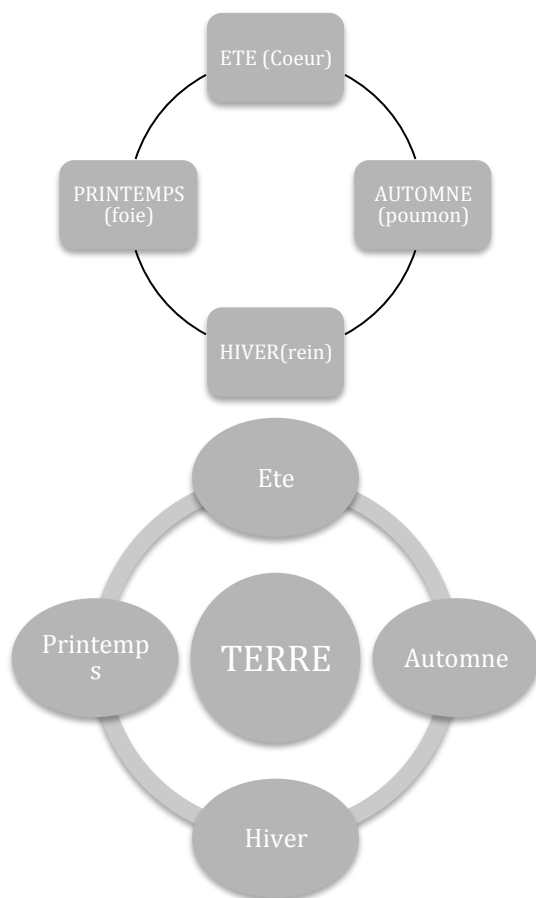 ETE (Coeur)
PRINTEMPS
(foie)
AUTOMNE
(poumon)
HIVER(rein)
Ete
Printemp
s
TERRE
Automne
Hiver